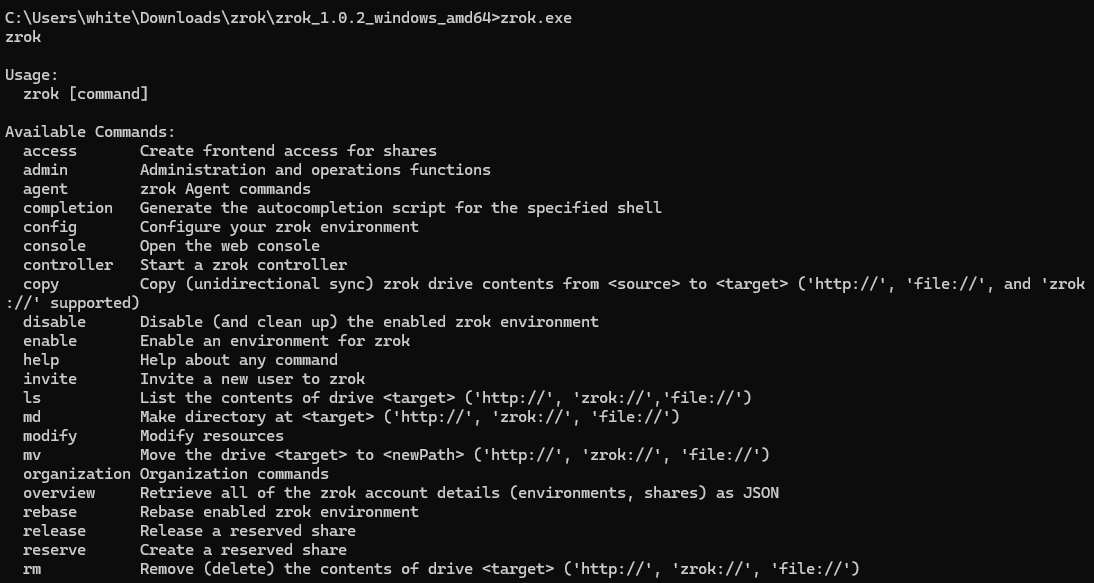 C:\Users\white\Downloads\zrok\zrok_1.0.2_windows_amd64>zrok.exe
zrok
Usage:
  zrok [command]
Available Commands:
  access       Create frontend access for shares
  admin        Administration and operations functions
  agent        zrok Agent commands
  completion   Generate the autocompletion script for the specified shell
  config       Configure your zrok environment
  console      Open the web console
  controller   Start a zrok controller
  copy         Copy (unidirectional sync) zrok drive contents from <source> to <target> ('http://', 'file://', and 'zrok
://' supported)
  disable      Disable (and clean up) the enabled zrok environment
  enable       Enable an environment for zrok
  help         Help about any command
  invite       Invite a new user to zrok
  ls           List the contents of drive <target> ('http://', 'zrok://','file://')
  md           Make directory at <target> ('http://', 'zrok://', 'file://')
  modify       Modify resources
  mv           Move the drive <target> to <newPath> ('http://', 'zrok://', 'file://')
  organization Organization commands
  overview     Retrieve all of the zrok account details (environments, shares) as JSON
  rebase       Rebase enabled zrok environment
  release      Release a reserved share
  reserve      Create a reserved share
  rm           Remove (delete) the contents of drive <target> ('http://', 'zrok://', 'file://')